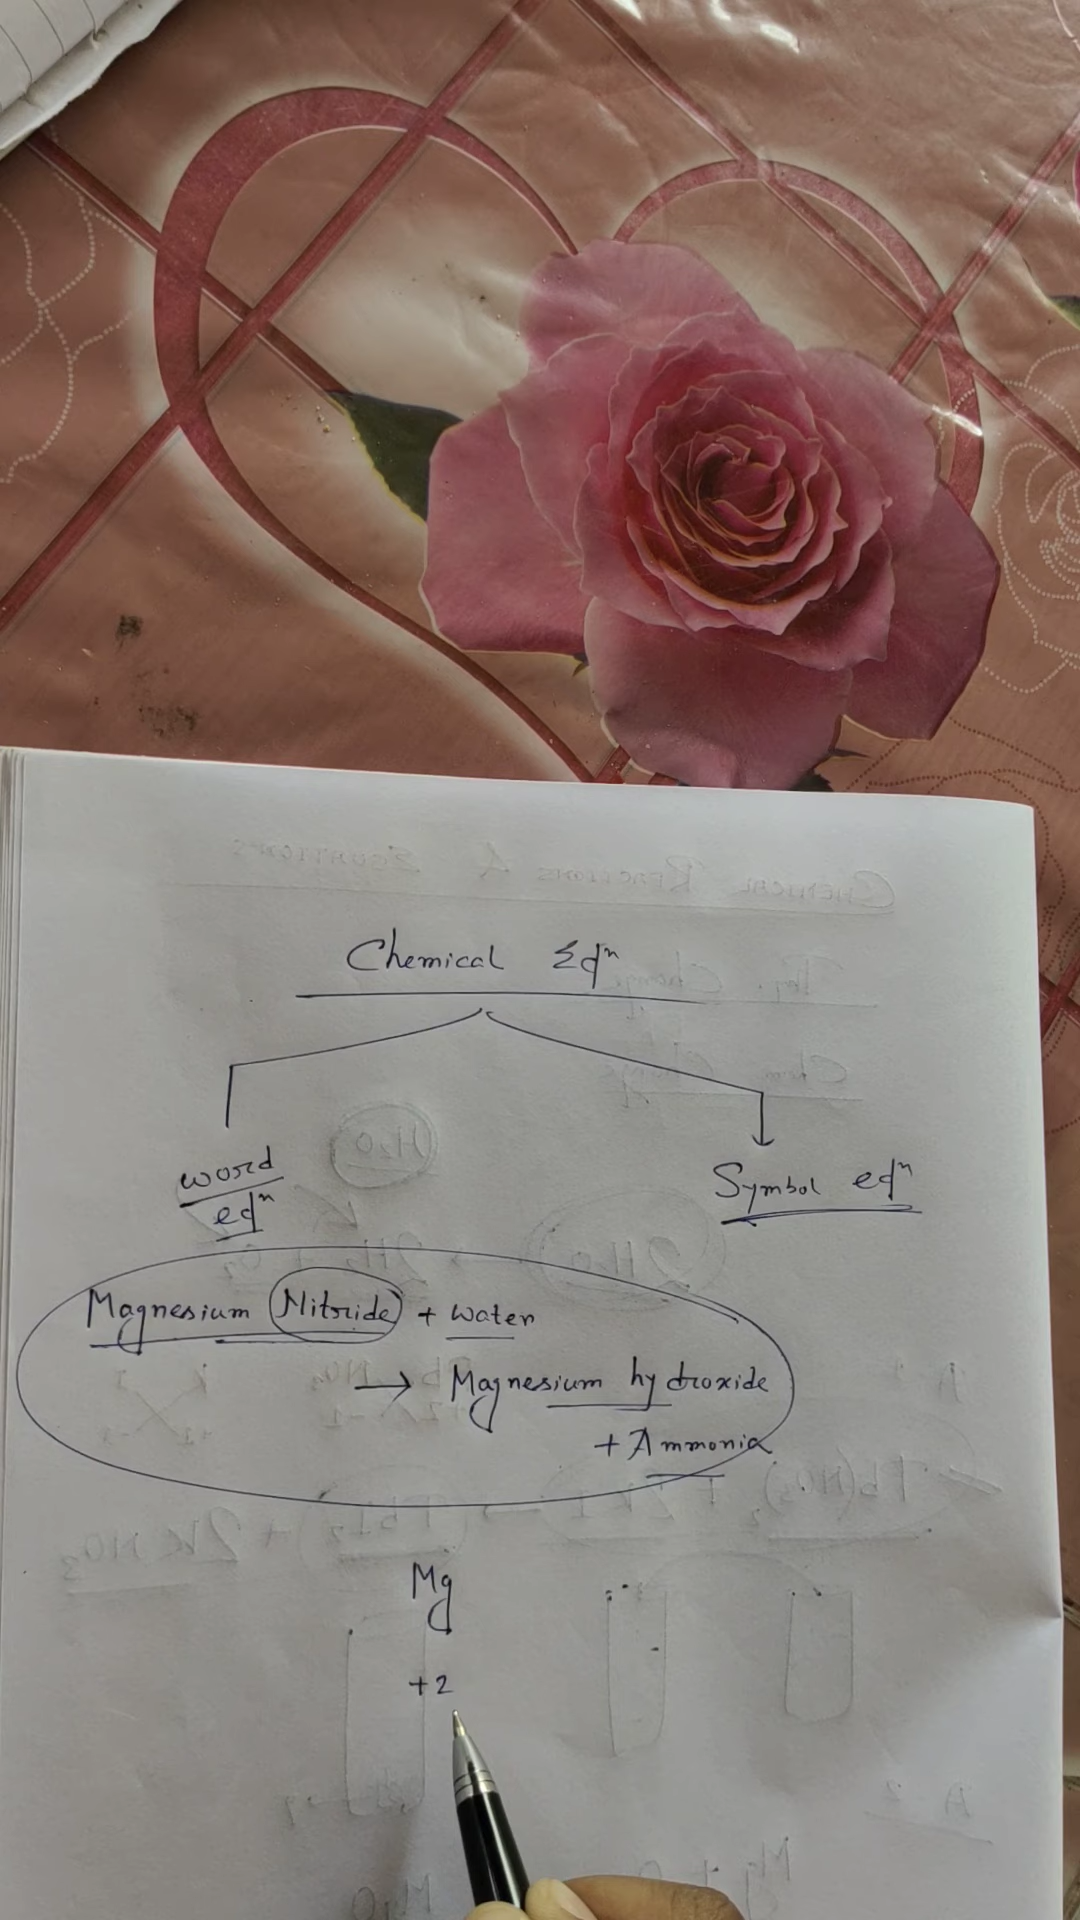 Chemical Eqⁿ
word
eqⁿ
Symbol eqⁿ
Magnesium Nitride + water
→ Magnesium hydroxide
+ Ammonia
Mg
+2